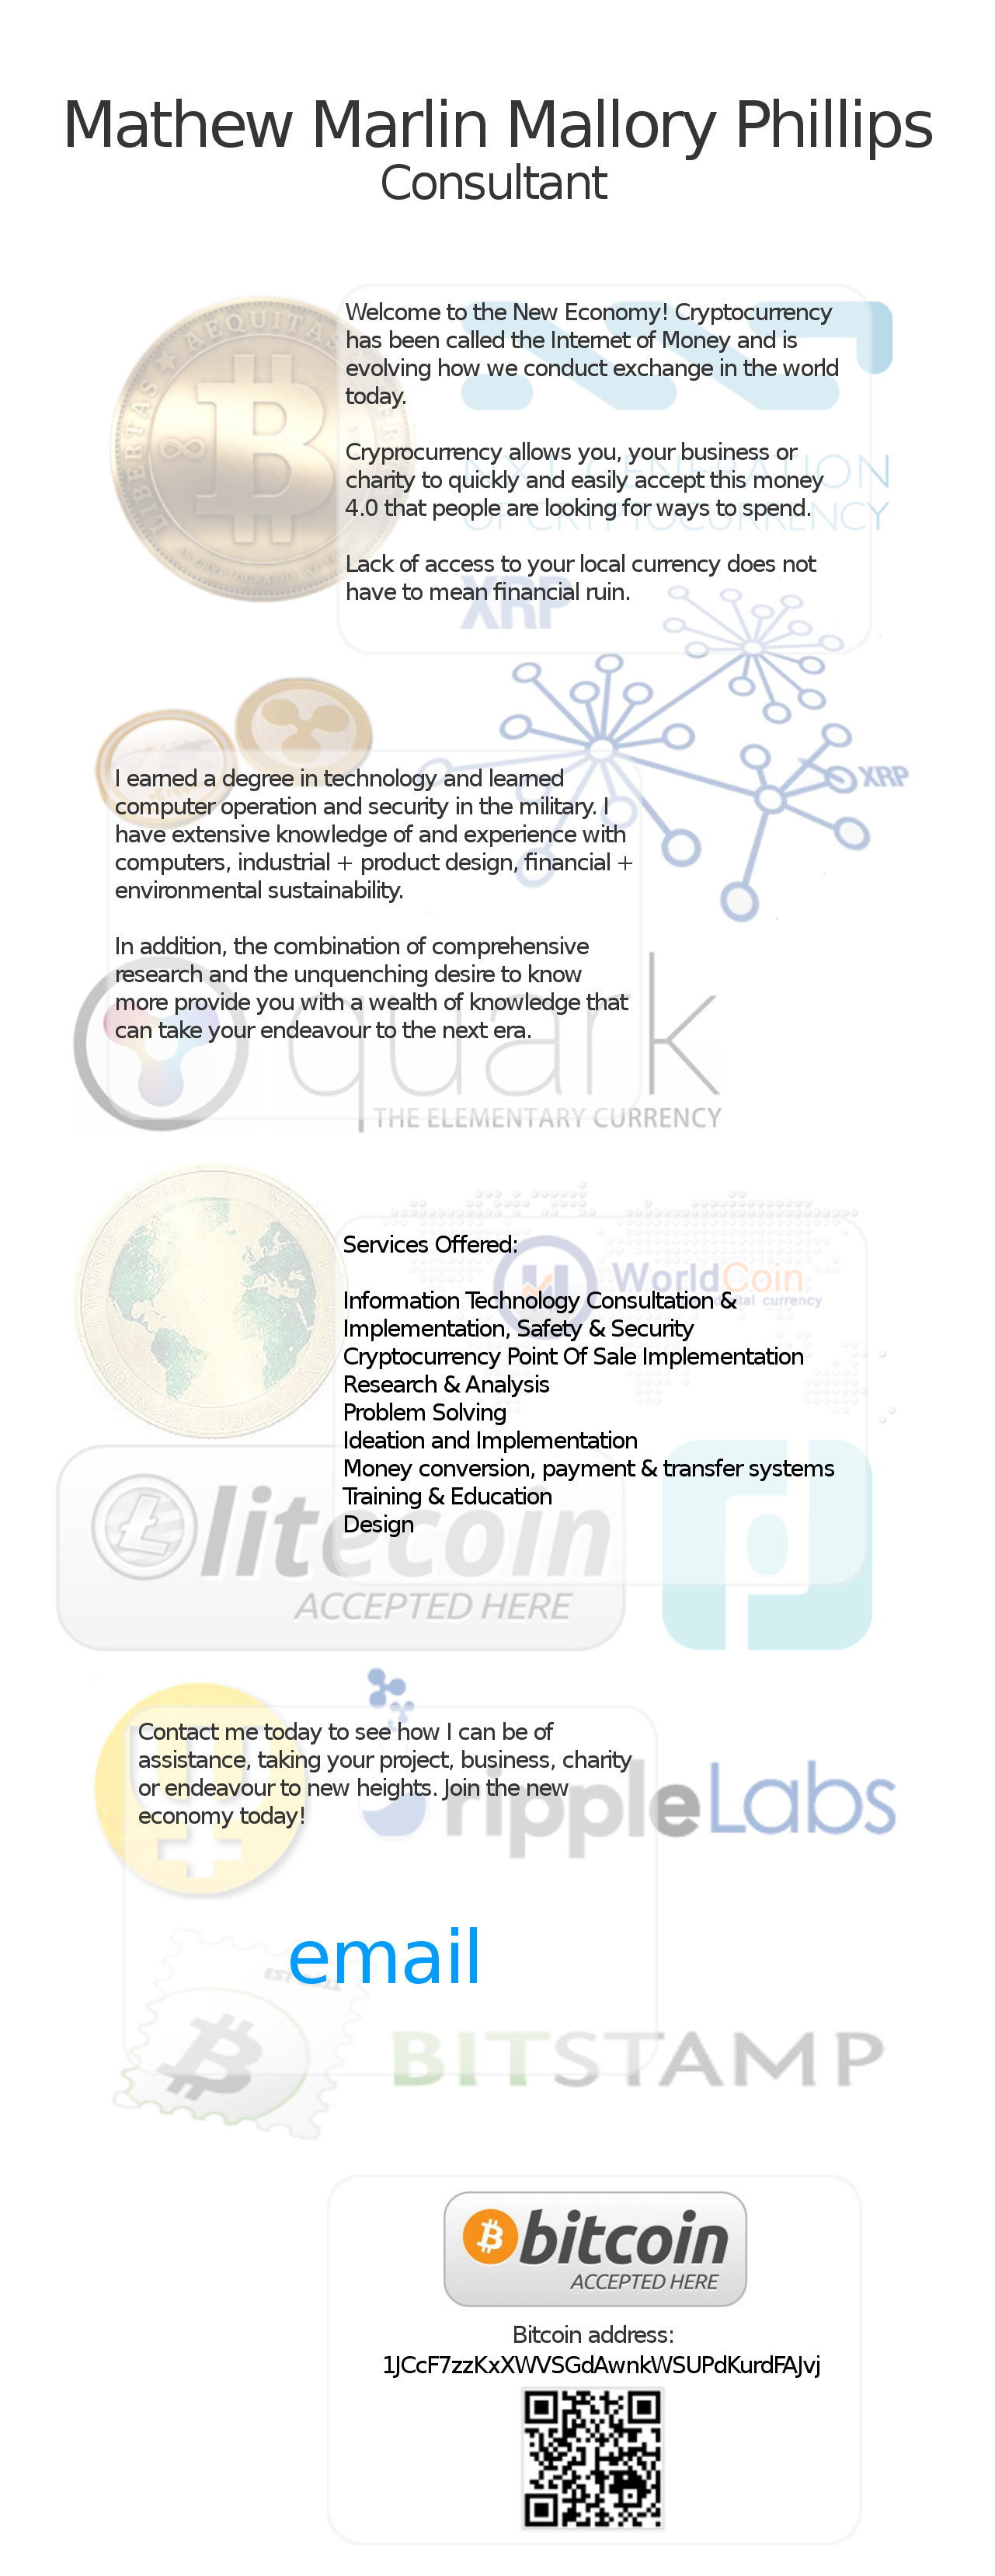 Mathew Marlin Mallory Phillips
Consultant
LIBERTAS
AEQUITAS
Welcome to the New Economy! Cryptocurrency
has been called the Internet of Money and is
evolving how we conduct exchange in the world
today.
Cryprocurrency allows you, your business or
charity to quickly and easily accept this money
4.0 that people are looking for ways to spend.
Lack of access to your local currency does not
have to mean financial ruin.
NXT GENERATION
OF CRYPTOCURRENCY
XRP
XRP
I earned a degree in technology and learned
computer operation and security in the military. I
have extensive knowledge of and experience with
computers, industrial + product design, financial +
environmental sustainability.
In addition, the combination of comprehensive
research and the unquenching desire to know
more provide you with a wealth of knowledge that
can take your endeavour to the next era.
quark
THE ELEMENTARY CURRENCY
Services Offered:
WorldCoin
currency
Information Technology Consultation &
Implementation, Safety & Security
Cryptocurrency Point Of Sale Implementation
Research & Analysis
Problem Solving
Ideation and Implementation
Money conversion, payment & transfer systems
Training & Education
Design
litecoin
ACCEPTED HERE
Contact me today to see how I can be of
assistance, taking your project, business, charity
or endeavour to new heights. Join the new
economy today!
rippleLabs
email
BITSTAMP
bitcoin
ACCEPTED HERE
Bitcoin address:
1JCcF7zzKxXWVSGdAwnkWSUPdKurdFAJvj